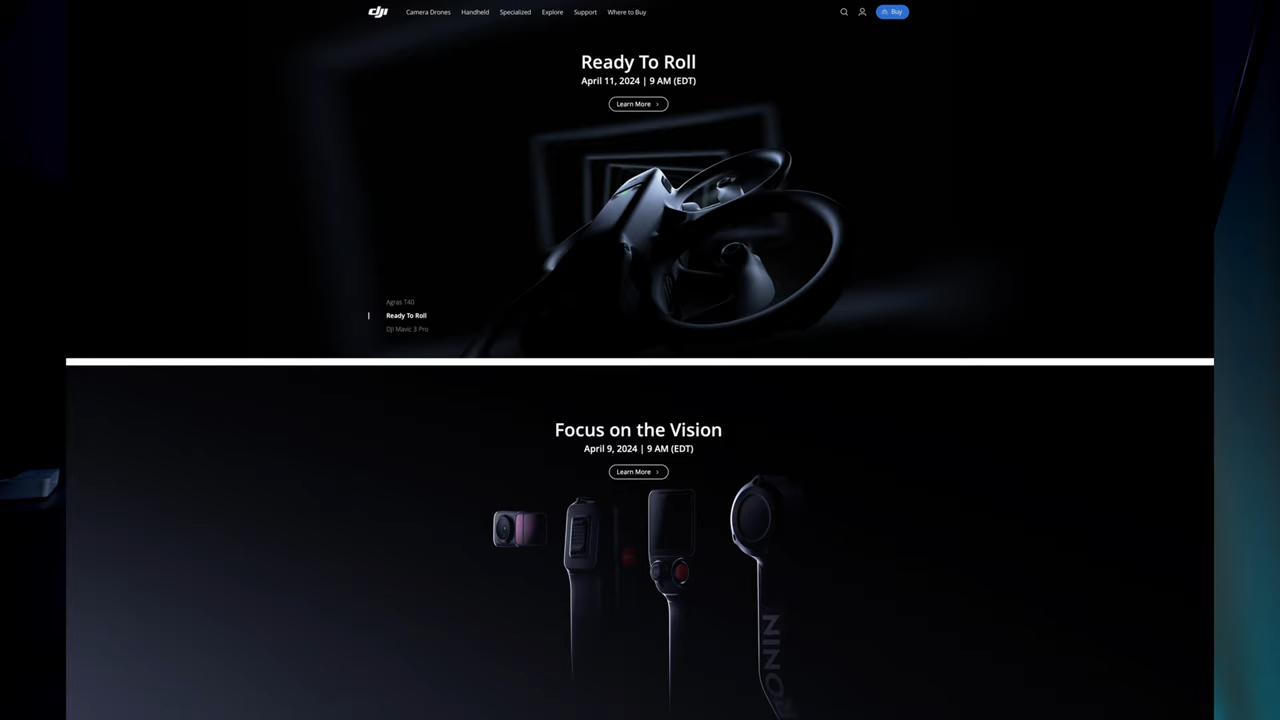 dji
Camera Drones Handheld Specialized Explore Support Where to Buy Buy
Ready To Roll
April 11, 2024 | 9 AM (EDT)
Learn More >
Agras T40
Ready To Roll
DJI Mavic 3 Pro
Focus on the Vision
April 9, 2024 | 9 AM (EDT)
Learn More >
RONIN